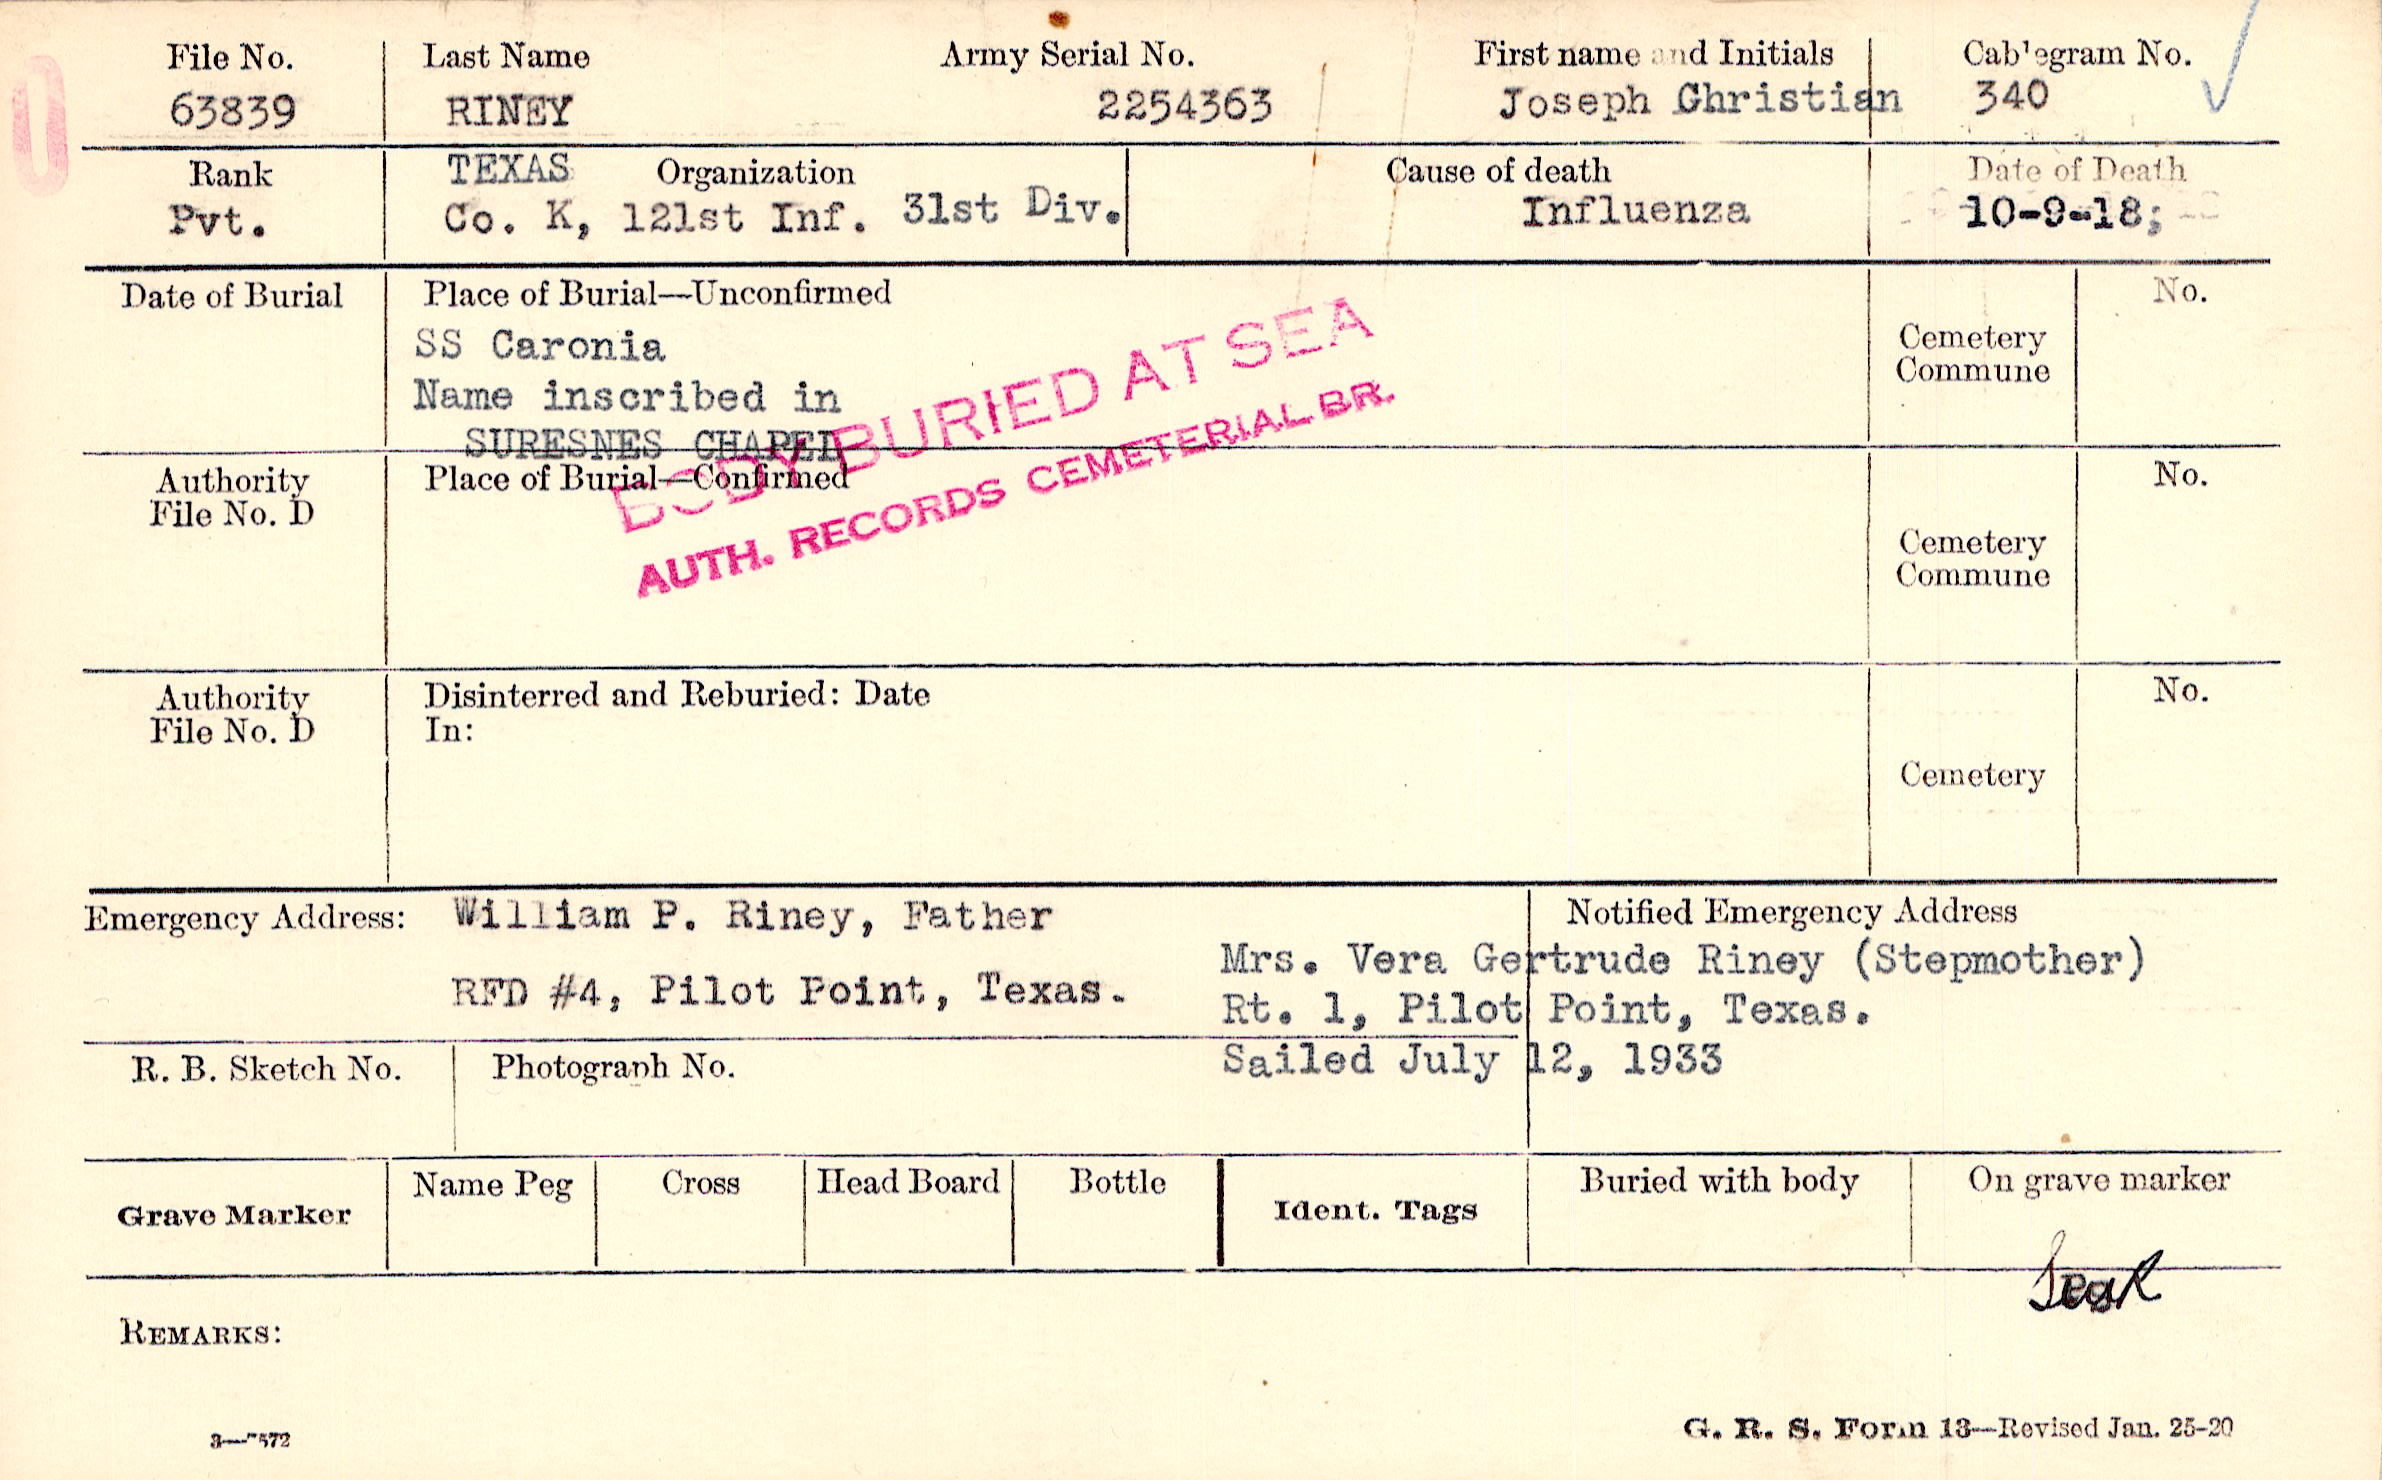 File No. Last Name Army Serial No. First name and Initials Cablegram No.
63839 RINEY 2254363 Joseph Christian 340
Rank TEXAS Organization Cause of death Date of Death
Pvt. Co. K, 121st Inf. 31st Div. Influenza 10-9-18;
Date of Burial Place of Burial—Unconfirmed No.
SS Caronia Cemetery
Name inscribed in Commune
SURESNES CHAPEL
BODY BURIED AT SEA
AUTH. RECORDS CEMETERIAL BR.
Authority Place of Burial—Confirmed No.
File No. D
Cemetery
Commune
Authority Disinterred and Reburied: Date No.
File No. D In:
Cemetery
Emergency Address: William P. Riney, Father Notified Emergency Address
Mrs. Vera Gertrude Riney (Stepmother)
RFD #4, Pilot Point, Texas. Rt. 1, Pilot Point, Texas.
R. B. Sketch No. Photograph No. Sailed July 12, 1933
Grave Marker Name Peg Cross Head Board Bottle Ident. Tags Buried with body On grave marker
REMARKS:
G. R. S. Form 13—Revised Jan. 25-20